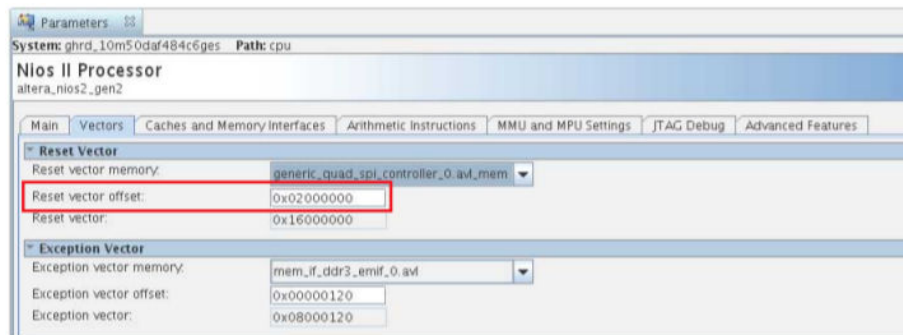 Parameters
System: ghrd_10m50daf484c6ges Path: cpu
Nios II Processor
altera_nios2_gen2
Main Vectors Caches and Memory Interfaces Arithmetic Instructions MMU and MPU Settings JTAG Debug Advanced Features
Reset Vector
Reset vector memory: generic_quad_spi_controller_0.avl_mem
Reset vector offset: 0x02000000
Reset vector: 0x16000000
Exception Vector
Exception vector memory: mem_if_ddr3_emif_0.avl
Exception vector offset: 0x00000120
Exception vector: 0x08000120